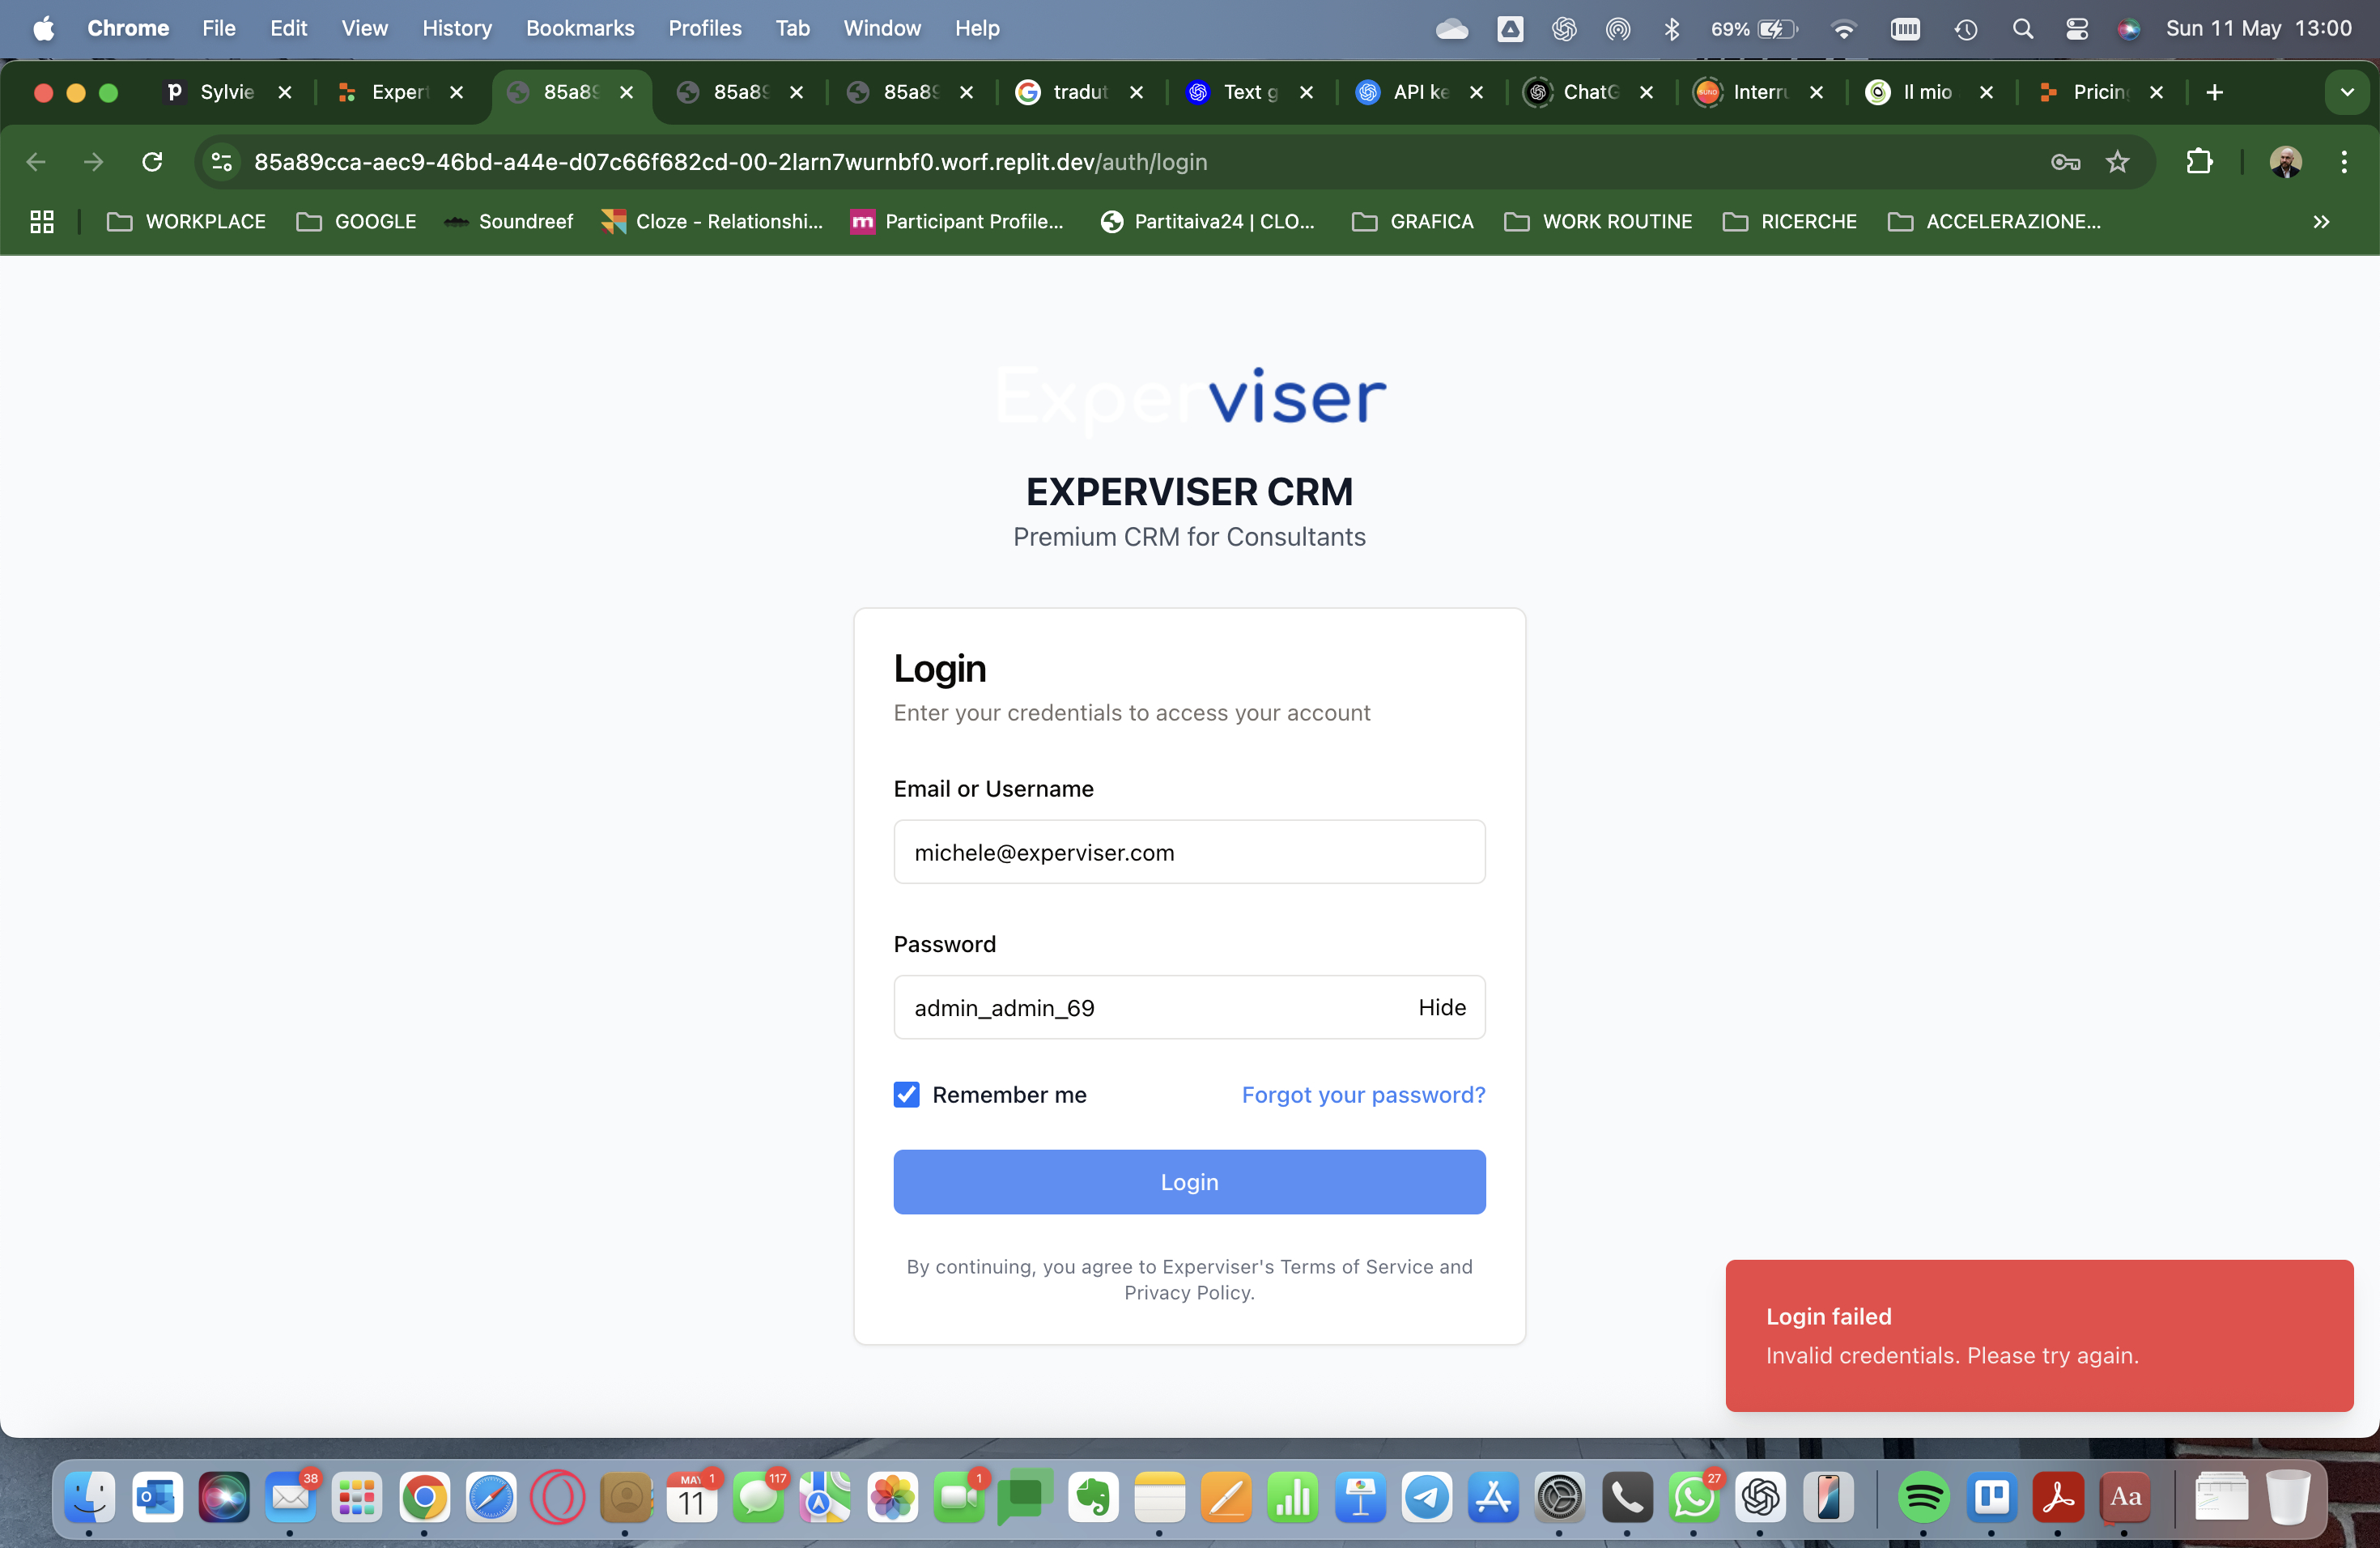 Chrome File Edit View History Bookmarks Profiles Tab Window Help 69% Sun 11 May 13:00
Sylvie Expert 85a89 85a89 85a89 tradut Text g API ke ChatG Interru Il mio Pricing
85a89cca-aec9-46bd-a44e-d07c66f682cd-00-2larn7wurnbf0.worf.replit.dev/auth/login
WORKPLACE GOOGLE Soundreef Cloze - Relationshi... m Participant Profile... Partitaiva24 | CLO... GRAFICA WORK ROUTINE RICERCHE ACCELERAZIONE...
Experviser
EXPERVISER CRM
Premium CRM for Consultants
Login
Enter your credentials to access your account
Email or Username
michele@experviser.com
Password
admin_admin_69 Hide
Remember me Forgot your password?
Login
By continuing, you agree to Experviser's Terms of Service and
Privacy Policy.
Login failed
Invalid credentials. Please try again.
38 MAY 11 1 117 1 27 Aa